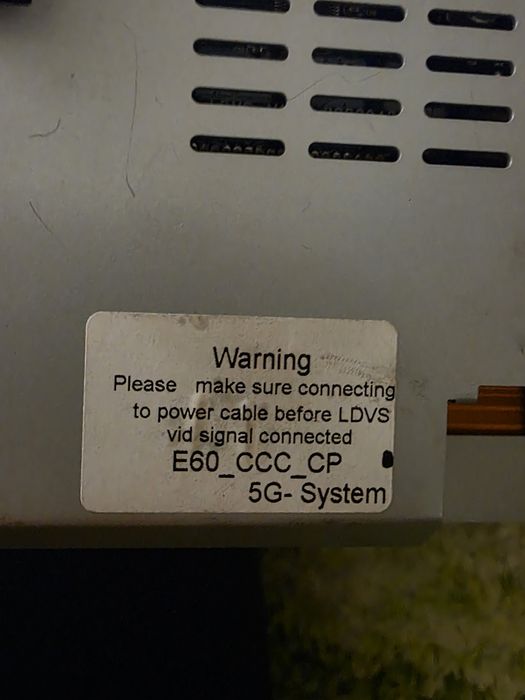 Warning
Please make sure connecting
to power cable before LDVS
vid signal connected
E60_CCC_CP
5G- System